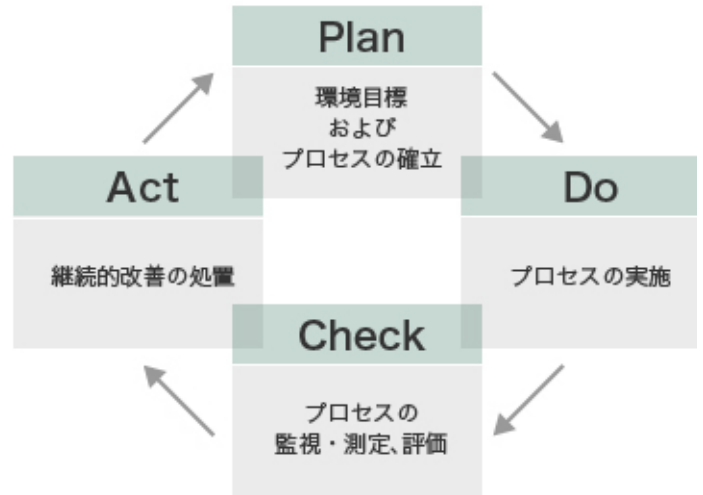 Plan
環境目標
および
プロセスの確立
Do
プロセスの実施
Check
プロセスの
監視・測定、評価
Act
継続的改善の処置